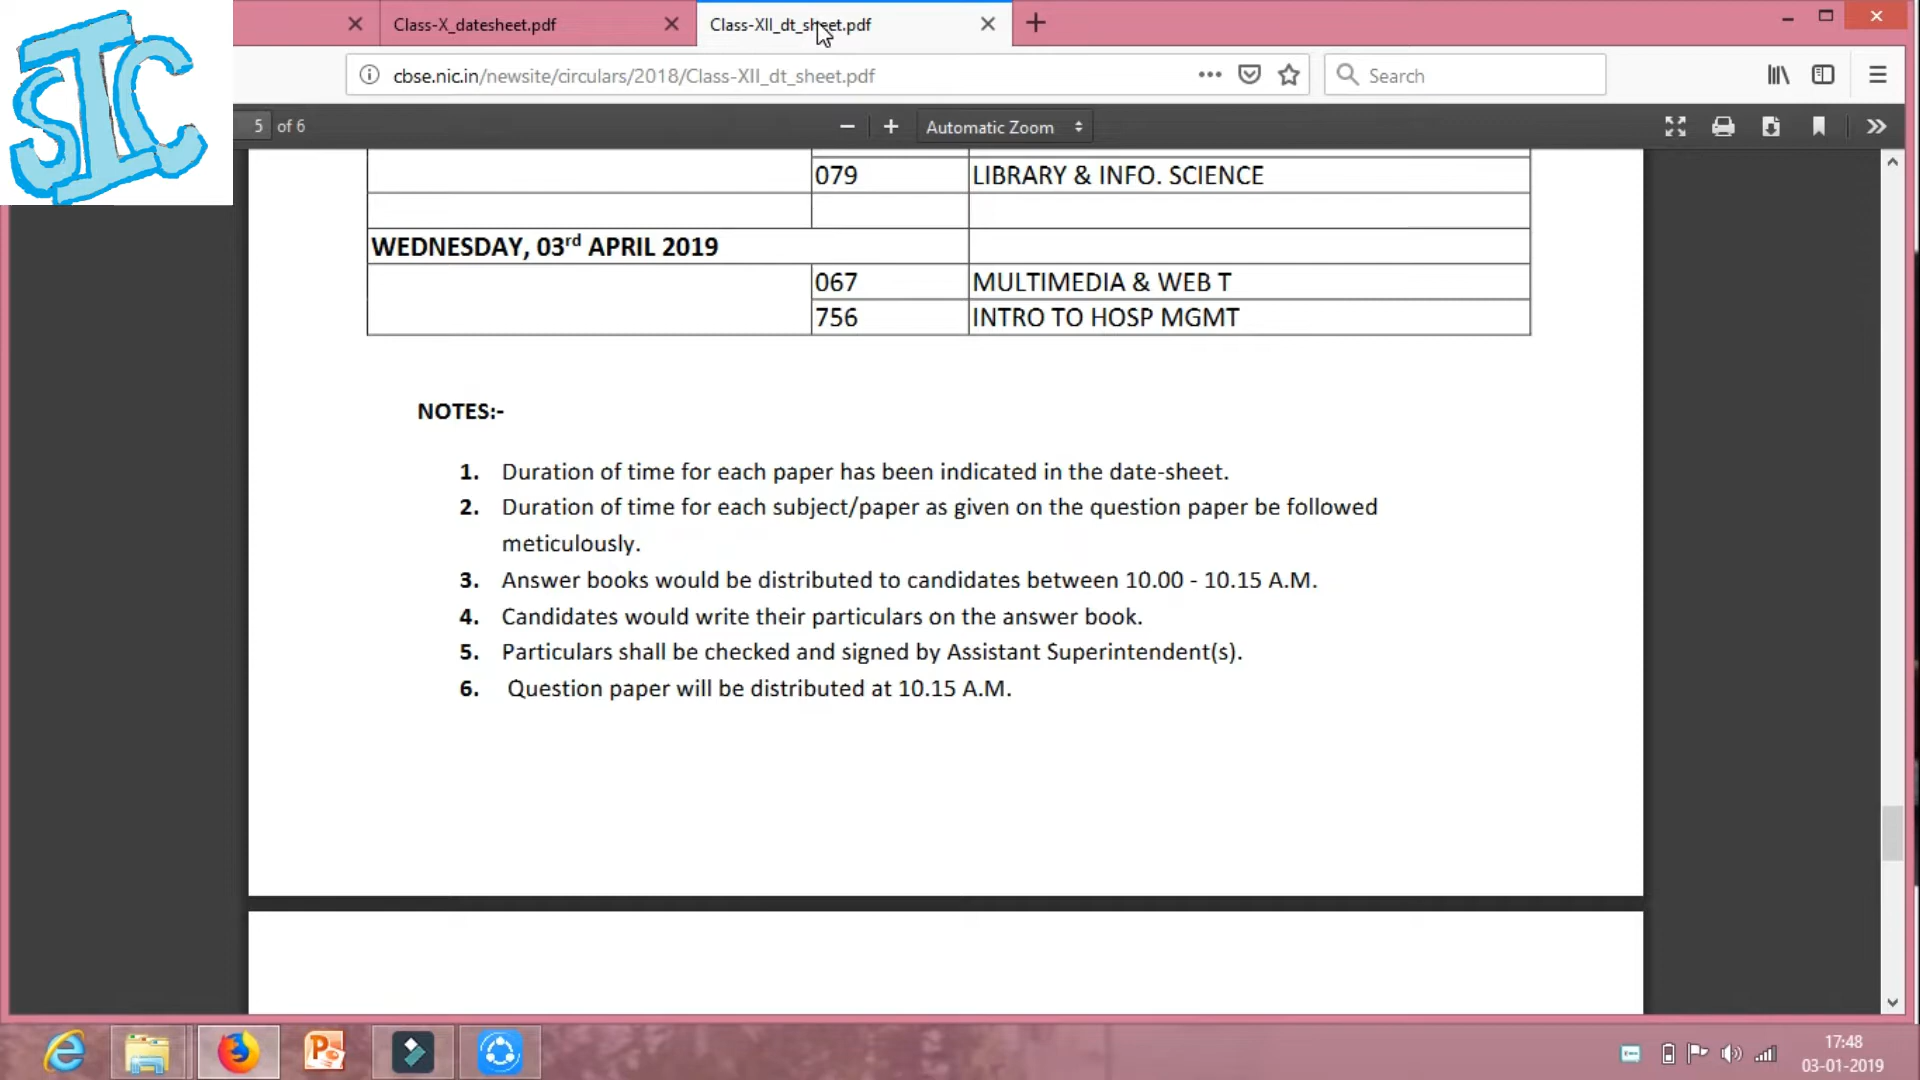 SIC
Class-X_datesheet.pdf
Class-XII_dt_sheet.pdf
cbse.nic.in/newsite/circulars/2018/Class-XII_dt_sheet.pdf
Search
5 of 6
Automatic Zoom
079 LIBRARY & INFO. SCIENCE
WEDNESDAY, 03rd APRIL 2019
067 MULTIMEDIA & WEB T
756 INTRO TO HOSP MGMT
NOTES:-
1. Duration of time for each paper has been indicated in the date-sheet.
2. Duration of time for each subject/paper as given on the question paper be followed
meticulously.
3. Answer books would be distributed to candidates between 10.00 - 10.15 A.M.
4. Candidates would write their particulars on the answer book.
5. Particulars shall be checked and signed by Assistant Superintendent(s).
6. Question paper will be distributed at 10.15 A.M.
17:48
03-01-2019